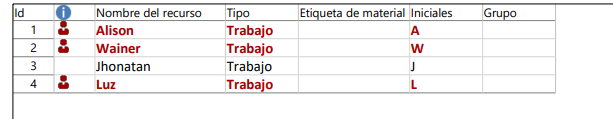 Id Nombre del recurso Tipo Etiqueta de material Iniciales Grupo
1 Alison Trabajo A
2 Wainer Trabajo W
3 Jhonatan Trabajo J
4 Luz Trabajo L